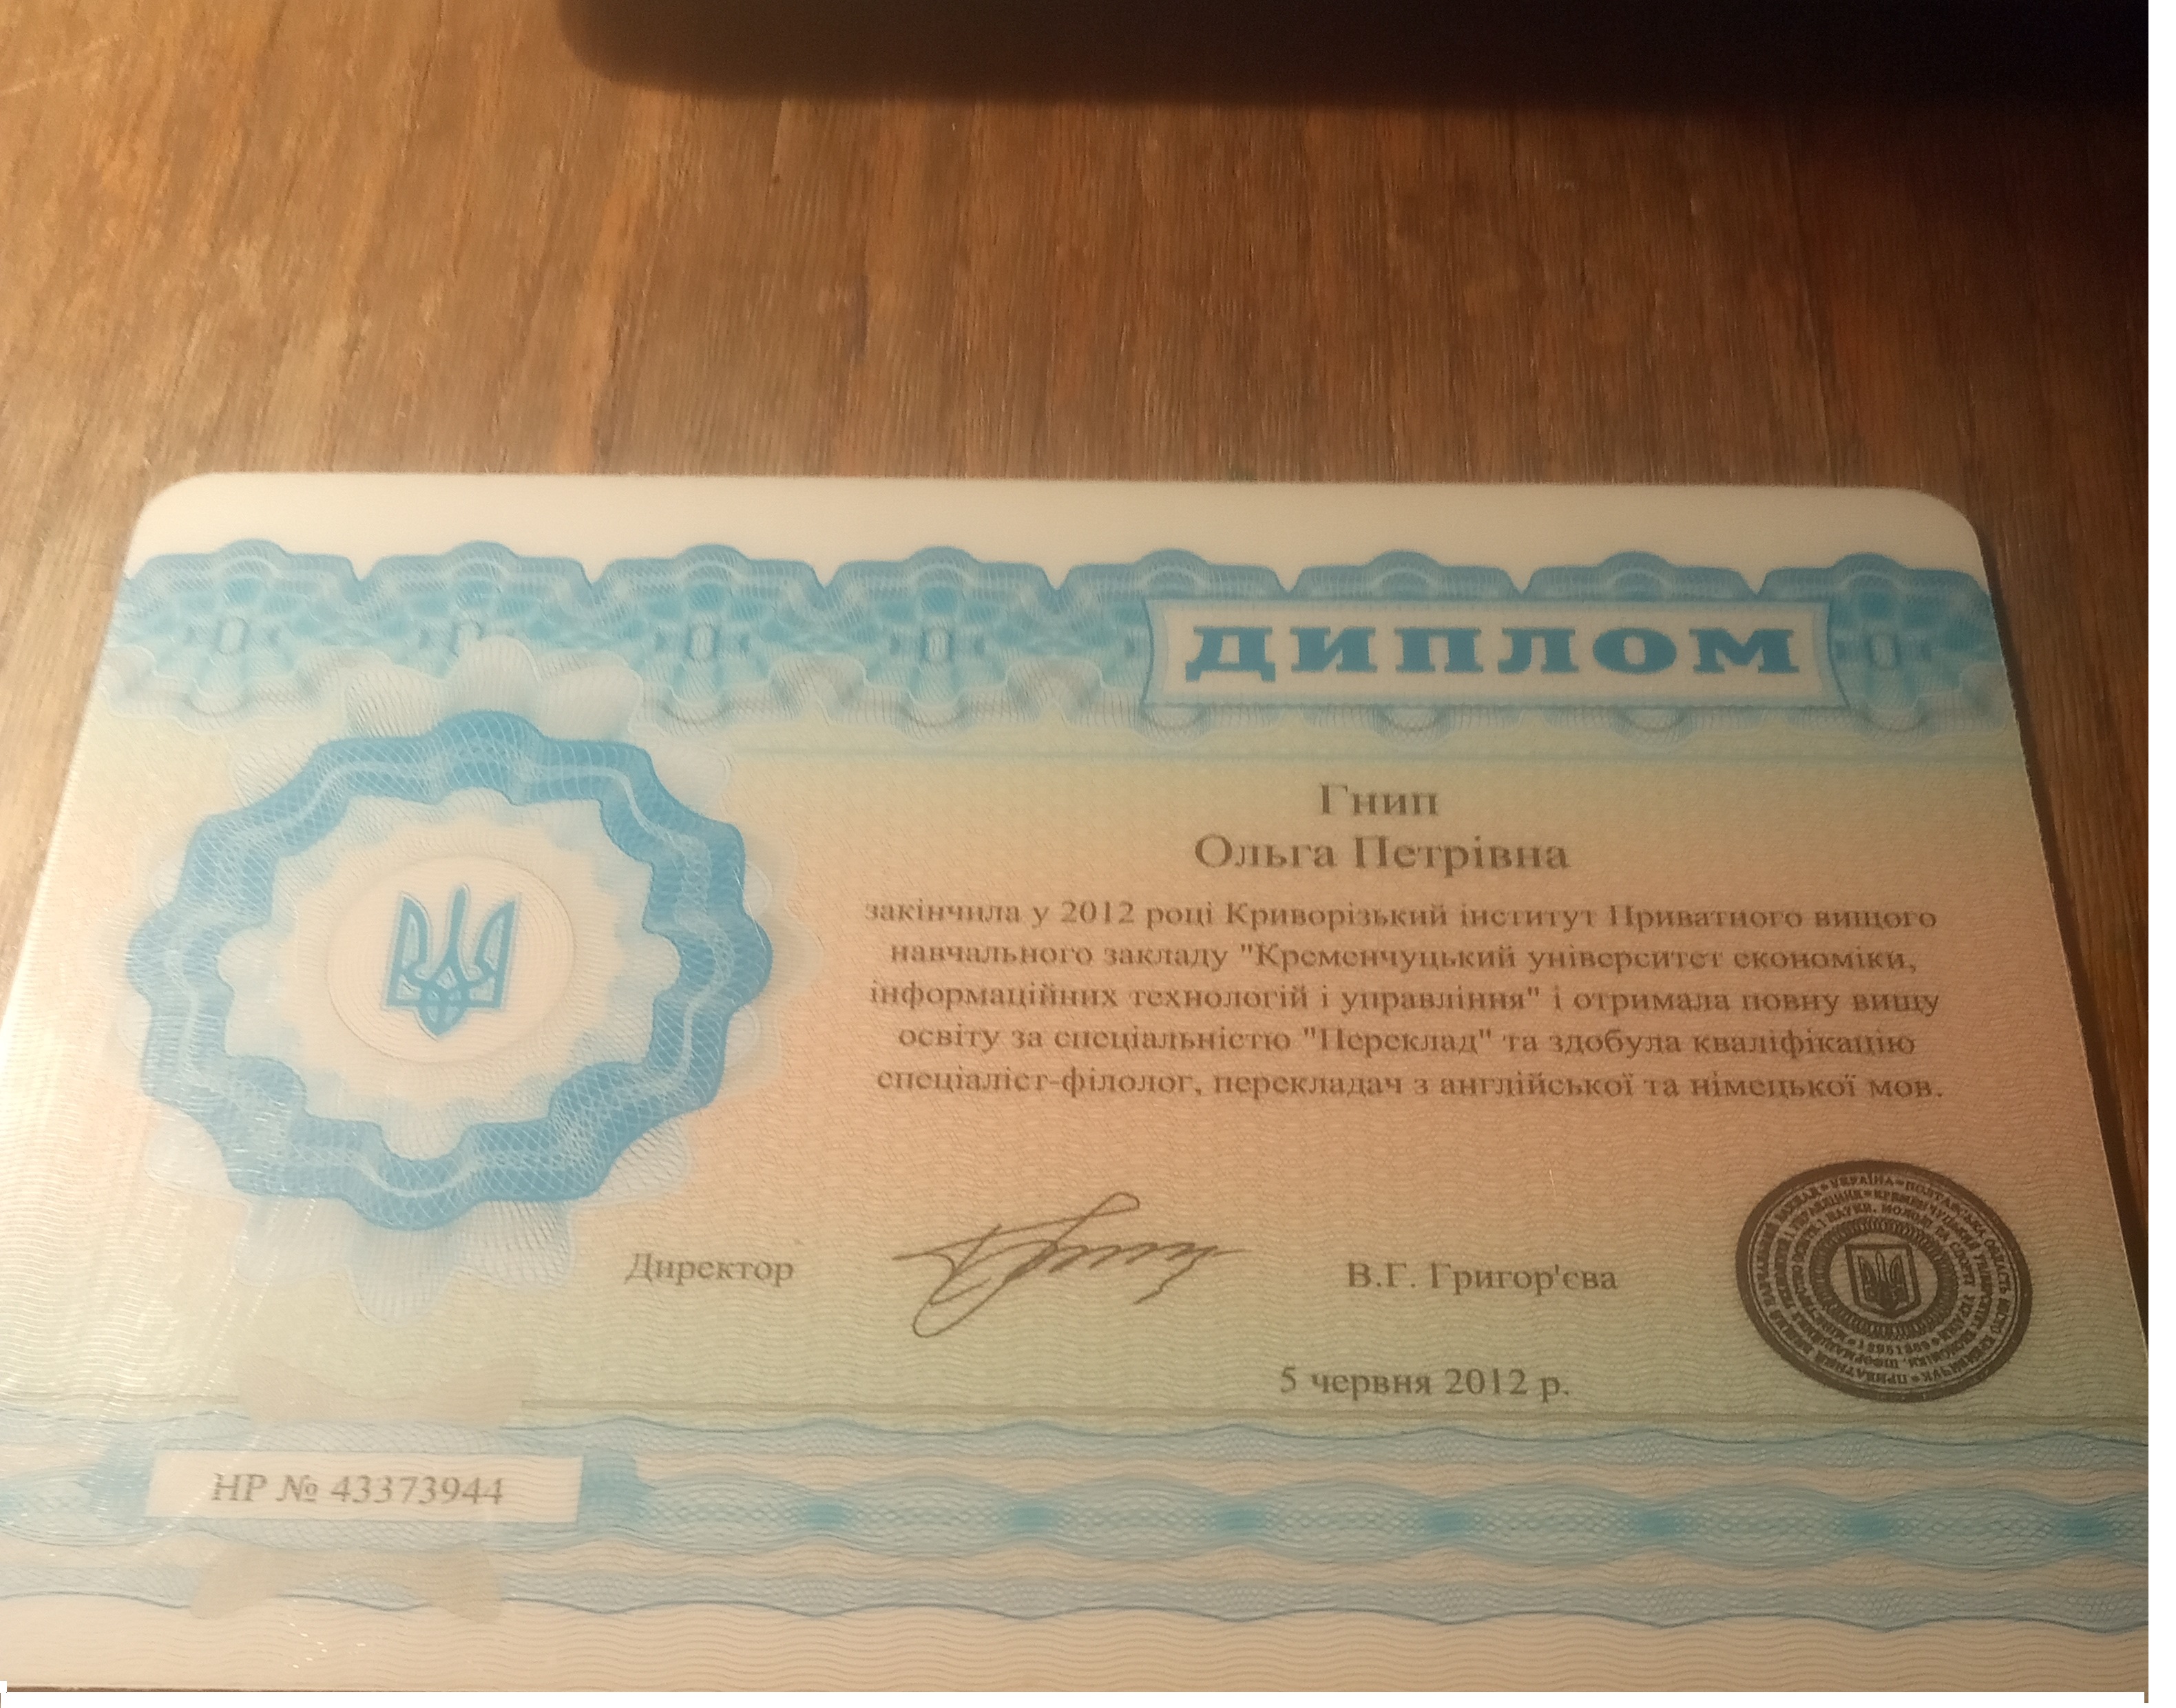 ДИПЛОМ
Гнип
Ольга Петрівна
закінчила у 2012 році Криворізький інститут Приватного вищого
навчального закладу "Кременчуцький університет економіки,
інформаційних технологій і управління" і отримала повну вищу
освіту за спеціальністю "Переклад" та здобула кваліфікацію
спеціаліст-філолог, перекладач з англійської та німецької мов.
Директор В.Г. Григор'єва
5 червня 2012 р.
НР № 43373944